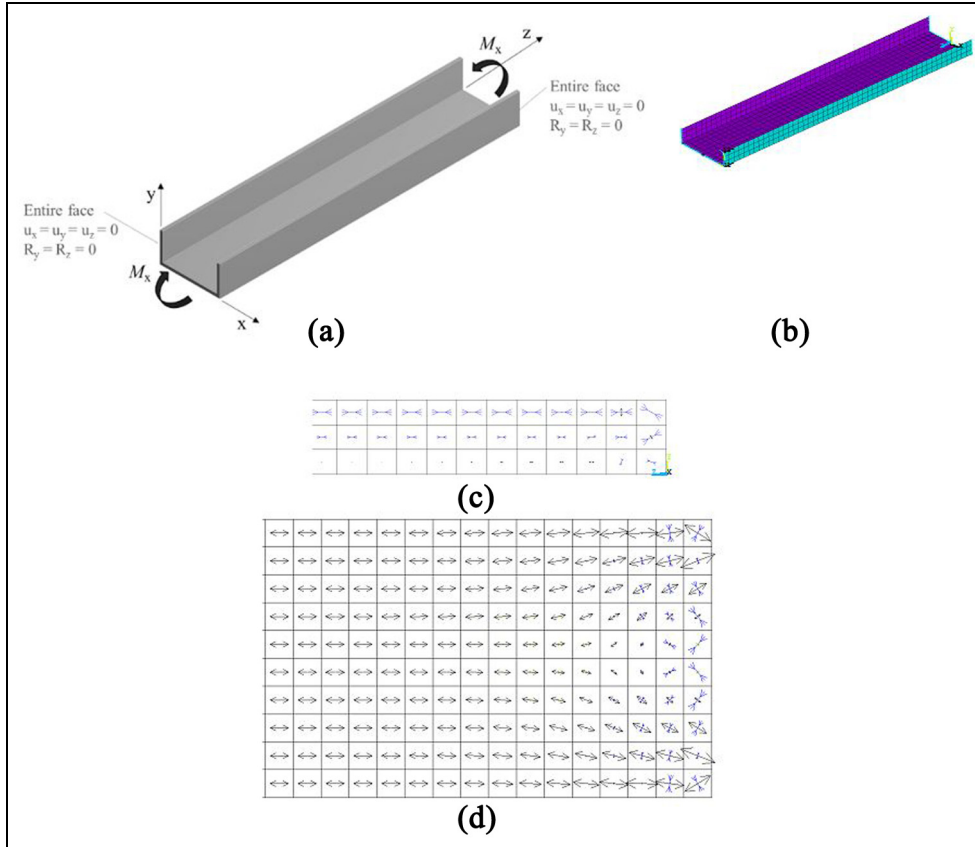 z
Mx
Entire face
ux = uy = uz = 0
Ry = Rz = 0
y
Entire face
ux = uy = uz = 0
Ry = Rz = 0
Mx
x
(a)
(b)
(c)
(d)